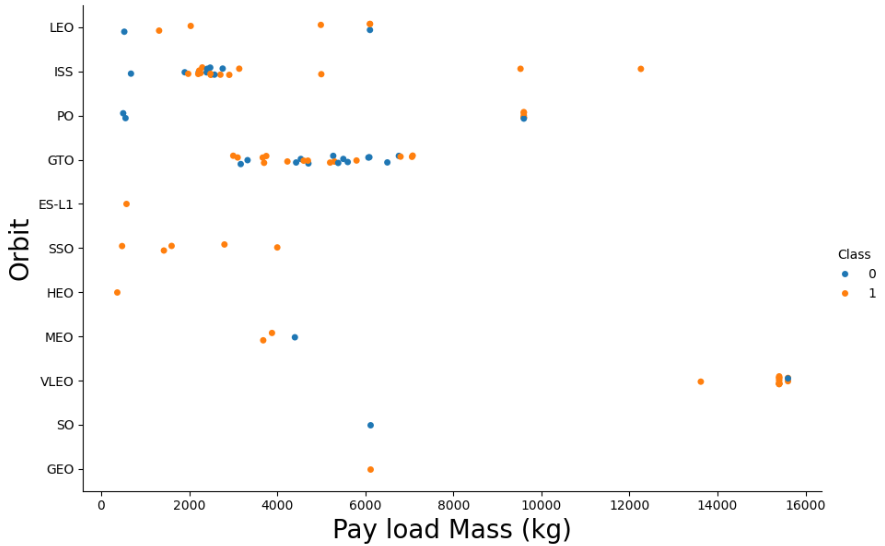 LEO
ISS
PO
GTO
ES-L1
SSO
HEO
MEO
VLEO
SO
GEO
Orbit
0 2000 4000 6000 8000 10000 12000 14000 16000
Pay load Mass (kg)
Class
0
1